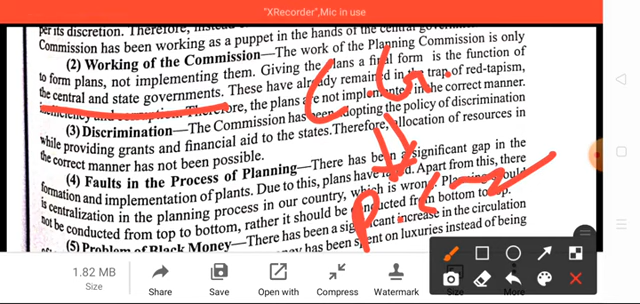 "XRecorder",Mic in use
per its discretion. Therefore, instead
Commission has been working as a puppet in the hands of the central
(2) Working of the Commission—The work of the Planning Commission is only
to form plans, not implementing them. Giving the plans a final form is the function of
the central and state governments. These have already remained in the trap of red-tapism,
inefficiency and corruption. Therefore, the plans are not implemented in the correct manner.
(3) Discrimination—The Commission has been adopting the policy of discrimination
while providing grants and financial aid to the states. Therefore, allocation of resources in
the correct manner has not been possible.
(4) Faults in the Process of Planning—There has been a significant gap in the
formation and implementation of plants. Due to this, plans have failed. Apart from this, there
is centralization in the planning process in our country, which is wrong. Planning should
not be conducted from top to bottom, rather it should be conducted from bottom to top.
(5) Problem of Black Money—There has been a significant increase in the circulation
money has been spent on luxuries instead of being
C.G.
P.C
1.82 MB
Size
Share
Save
Open with
Compress
Watermark
Size
More